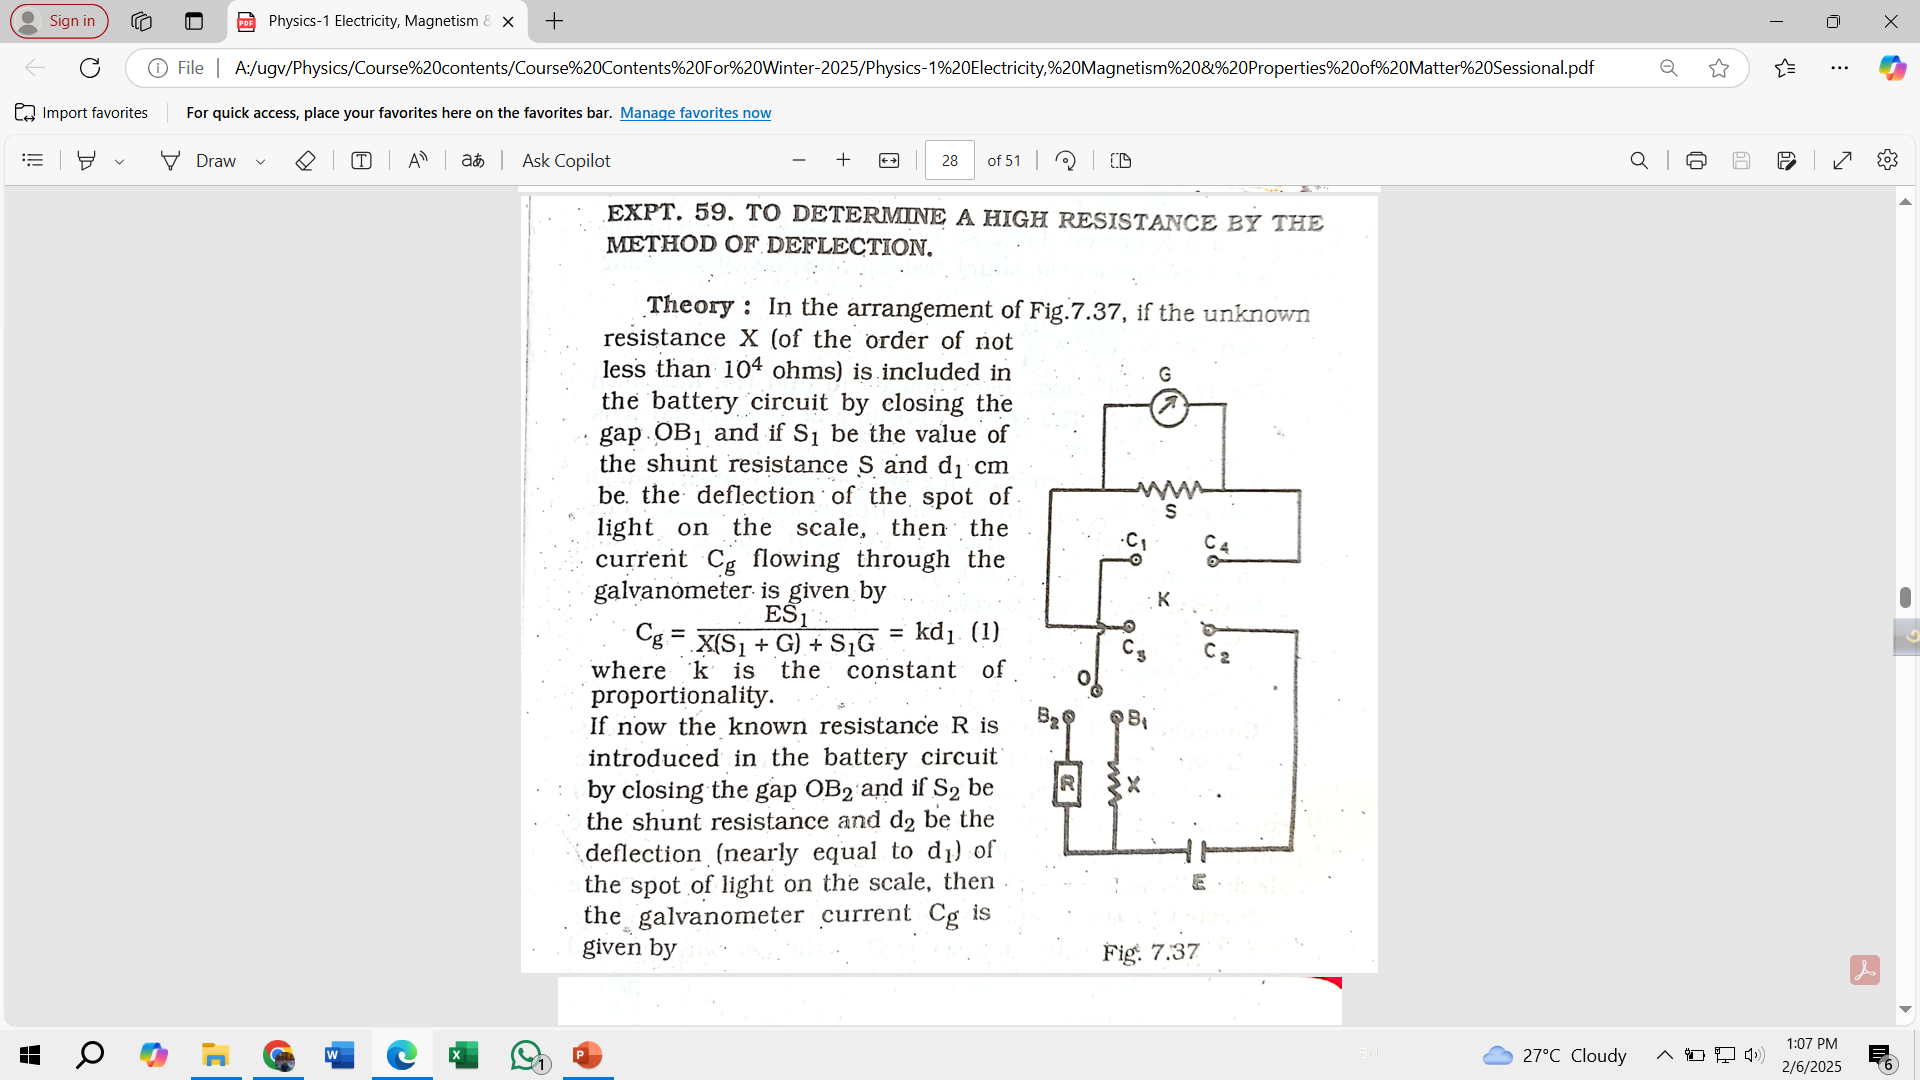 Sign in
Physics-1 Electricity, Magnetism &
File
A:/ugv/Physics/Course%20contents/Course%20Contents%20For%20Winter-2025/Physics-1%20Electricity,%20Magnetism%20&%20Properties%20of%20Matter%20Sessional.pdf
Import favorites
For quick access, place your favorites here on the favorites bar. Manage favorites now
Draw
Ask Copilot
28 of 51
EXPT. 59. TO DETERMINE A HIGH RESISTANCE BY THE
METHOD OF DEFLECTION.
Theory : In the arrangement of Fig.7.37, if the unknown
resistance X (of the order of not
less than 10⁴ ohms) is included in
the battery circuit by closing the
gap OB₁ and if S₁ be the value of
the shunt resistance S and d₁ cm
be the deflection of the spot of
light on the scale, then the
current Cg flowing through the
galvanometer is given by
Cg = ES₁ / X(S₁ + G) + S₁G = kd₁ (1)
where k is the constant of
proportionality.
If now the known resistance R is
introduced in the battery circuit
by closing the gap OB₂ and if S₂ be
the shunt resistance and d₂ be the
deflection (nearly equal to d₁) of
the spot of light on the scale, then
the galvanometer current Cg is
given by
G
S
C₁
C₄
K
C₃
C₂
O
B₂
B₁
R
X
E
Fig. 7.37
1
EN
27°C Cloudy
1:07 PM
2/6/2025
6